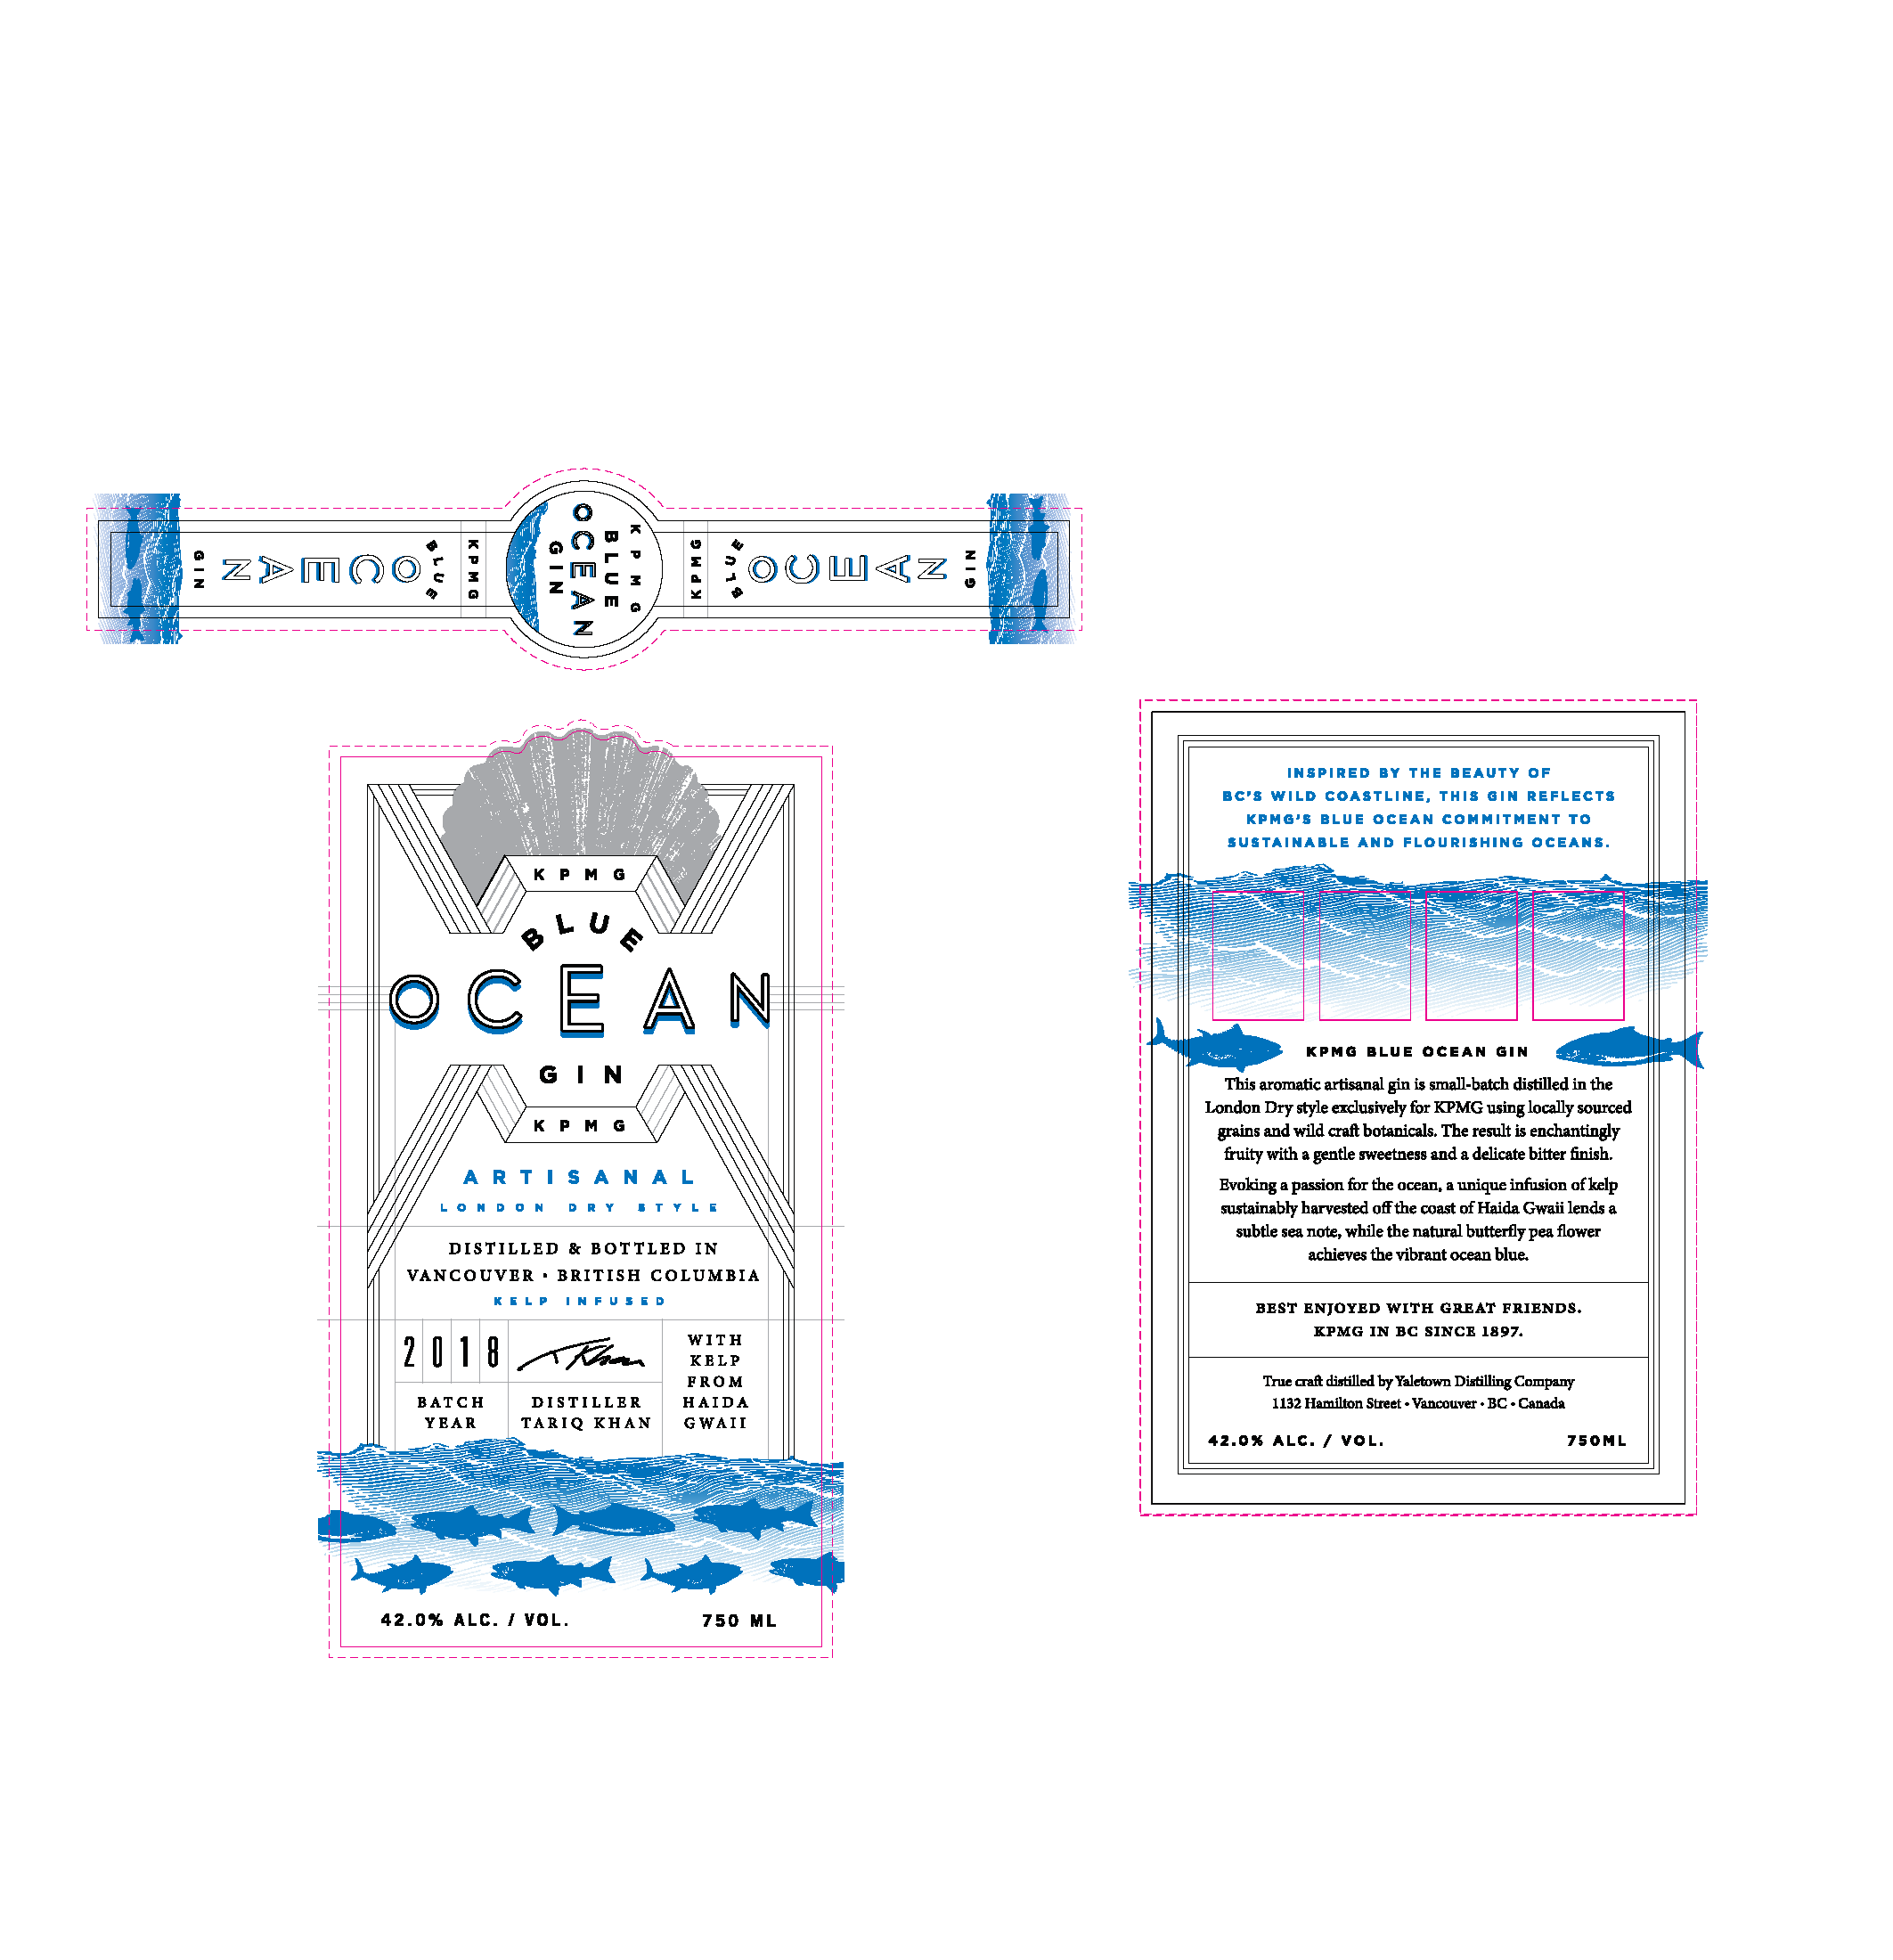 GIN
OCEAN
BLUE
KPMG
KPMG
BLUE
OCEAN
GIN
KPMG
BLUE
OCEAN
GIN
KPMG
BLUE
OCEAN
GIN
KPMG
ARTISANAL
LONDON DRY STYLE
DISTILLED & BOTTLED IN
VANCOUVER • BRITISH COLUMBIA
KELP INFUSED
2018
BATCH
YEAR
T Khan
DISTILLER
TARIQ KHAN
WITH
KELP
FROM
HAIDA
GWAII
42.0% ALC. / VOL.
750 ML
INSPIRED BY THE BEAUTY OF
BC'S WILD COASTLINE, THIS GIN REFLECTS
KPMG'S BLUE OCEAN COMMITMENT TO
SUSTAINABLE AND FLOURISHING OCEANS.
KPMG BLUE OCEAN GIN
This aromatic artisanal gin is small-batch distilled in the
London Dry style exclusively for KPMG using locally sourced
grains and wild craft botanicals. The result is enchantingly
fruity with a gentle sweetness and a delicate bitter finish.
Evoking a passion for the ocean, a unique infusion of kelp
sustainably harvested off the coast of Haida Gwaii lends a
subtle sea note, while the natural butterfly pea flower
achieves the vibrant ocean blue.
BEST ENJOYED WITH GREAT FRIENDS.
KPMG IN BC SINCE 1897.
True craft distilled by Yaletown Distilling Company
1132 Hamilton Street • Vancouver • BC • Canada
42.0% ALC. / VOL.
750ML